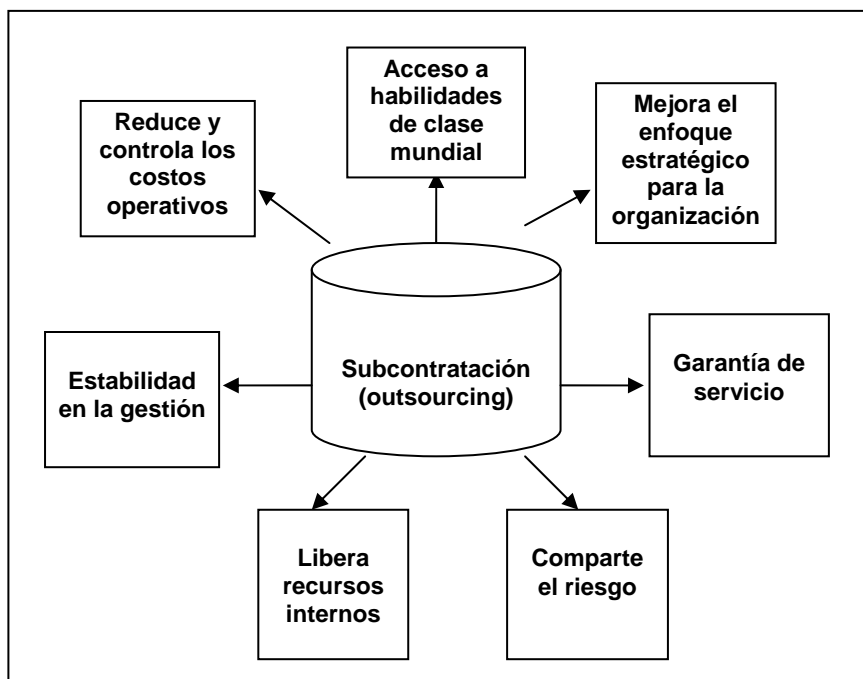 Acceso a
habilidades
de clase
mundial
Reduce y
controla los
costos
operativos
Mejora el
enfoque
estratégico
para la
organización
Subcontratación
(outsourcing)
Estabilidad
en la gestión
Garantía de
servicio
Libera
recursos
internos
Comparte
el riesgo